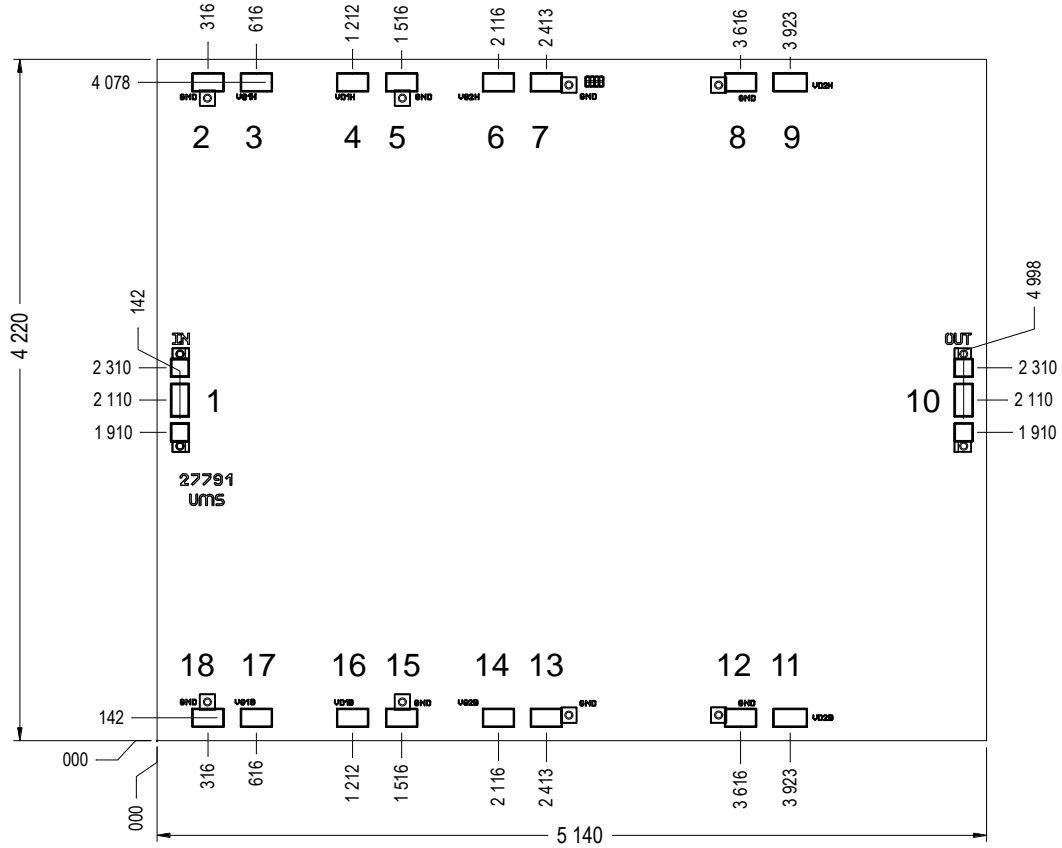 316 616 1 212 1 516 2 116 2 413 3 616 3 923
4 078
GND VG1H VD1H GND VG2H GND GND VD2H
2 3 4 5 6 7 8 9
142 4 998
4 220
IN OUT
2 310 2 310
2 110 1 10 2 110
1 910 1 910
27791
UMS
18 17 16 15 14 13 12 11
GND VG1B VD1B GND VG2B GND GND VD2B
142
000
316 616 1 212 1 516 2 116 2 413 3 616 3 923
000
5 140